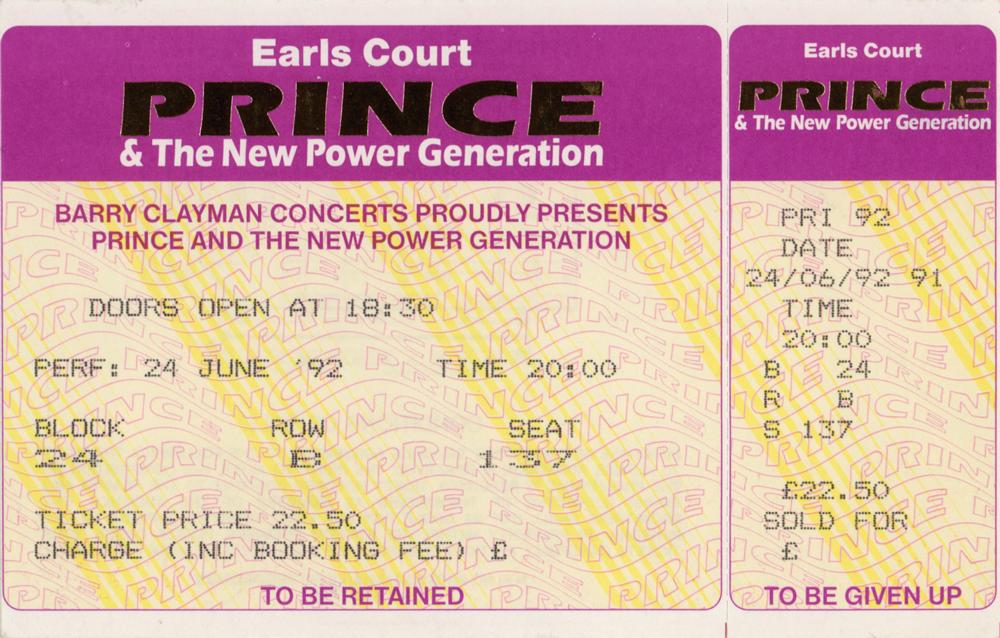 Earls Court
PRINCE
& The New Power Generation
BARRY CLAYMAN CONCERTS PROUDLY PRESENTS
PRINCE AND THE NEW POWER GENERATION
DOORS OPEN AT 18:30
PERF: 24 JUNE '92 TIME 20:00
BLOCK ROW SEAT
24 B 137
TICKET PRICE 22.50
CHARGE (INC BOOKING FEE) £
TO BE RETAINED
Earls Court
PRINCE
& The New Power Generation
PRI 92
DATE
24/06/92 91
TIME
20:00
B 24
R B
S 137
£22.50
SOLD FOR
£
TO BE GIVEN UP